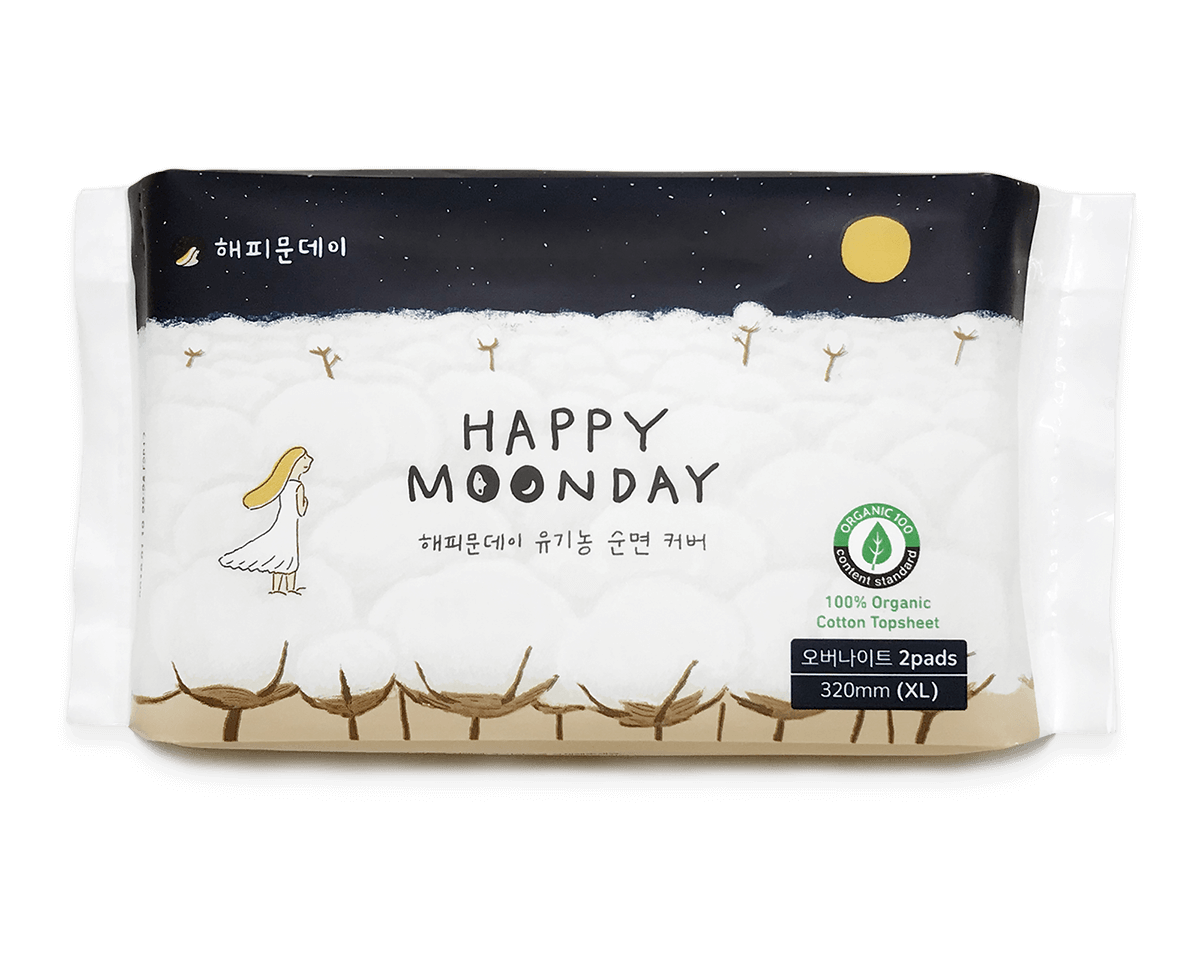 해피문데이
HAPPY
MOONDAY
해피문데이 유기농 순면 커버
ORGANIC 100
content standard
100% Organic
Cotton Topsheet
오버나이트 2pads
320mm (XL)